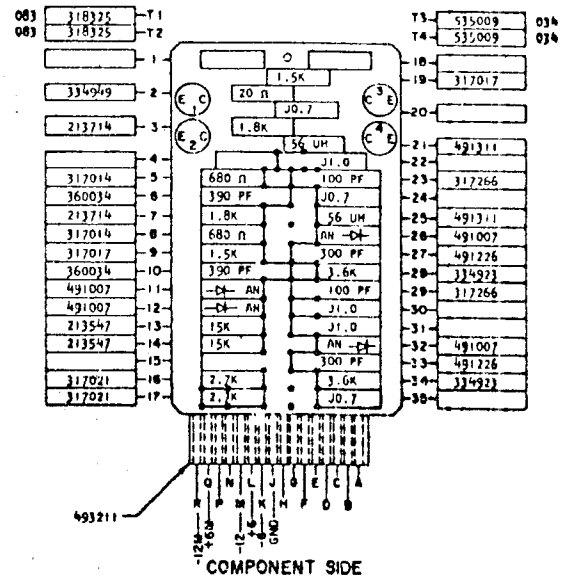 083 318325 T1
083 318325 T2
1
334949 2
213714 3
4
317014 5
360034 6
213714 7
317014 8
317017 9
360034 10
491007 11
491007 12
213547 13
213547 14
15
317021 16
317021 17
T3 535009 034
T4 535009 034
18
19 317017
20
21 491311
22
23 317266
24
25 491311
26 491007
27 491226
28 334923
29 317266
30
31
32 491007
33 491226
34 334923
35
1.5K
20 Ω
J0.7
1.8K
56 UH
J1.0
E C 1
E C 2
C 3 E
C 4 E
680 Ω 100 PF
390 PF J0.7
1.8K 56 UH
680 Ω AN
1.5K 300 PF
390 PF 3.6K
AN 100 PF
AN J1.0
15K J1.0
15K AN
300 PF
2.7K 3.6K
J0.7
R Q P N M L K J H G F E D C B A
-12M +6M -12 +6 GND
493211
COMPONENT SIDE